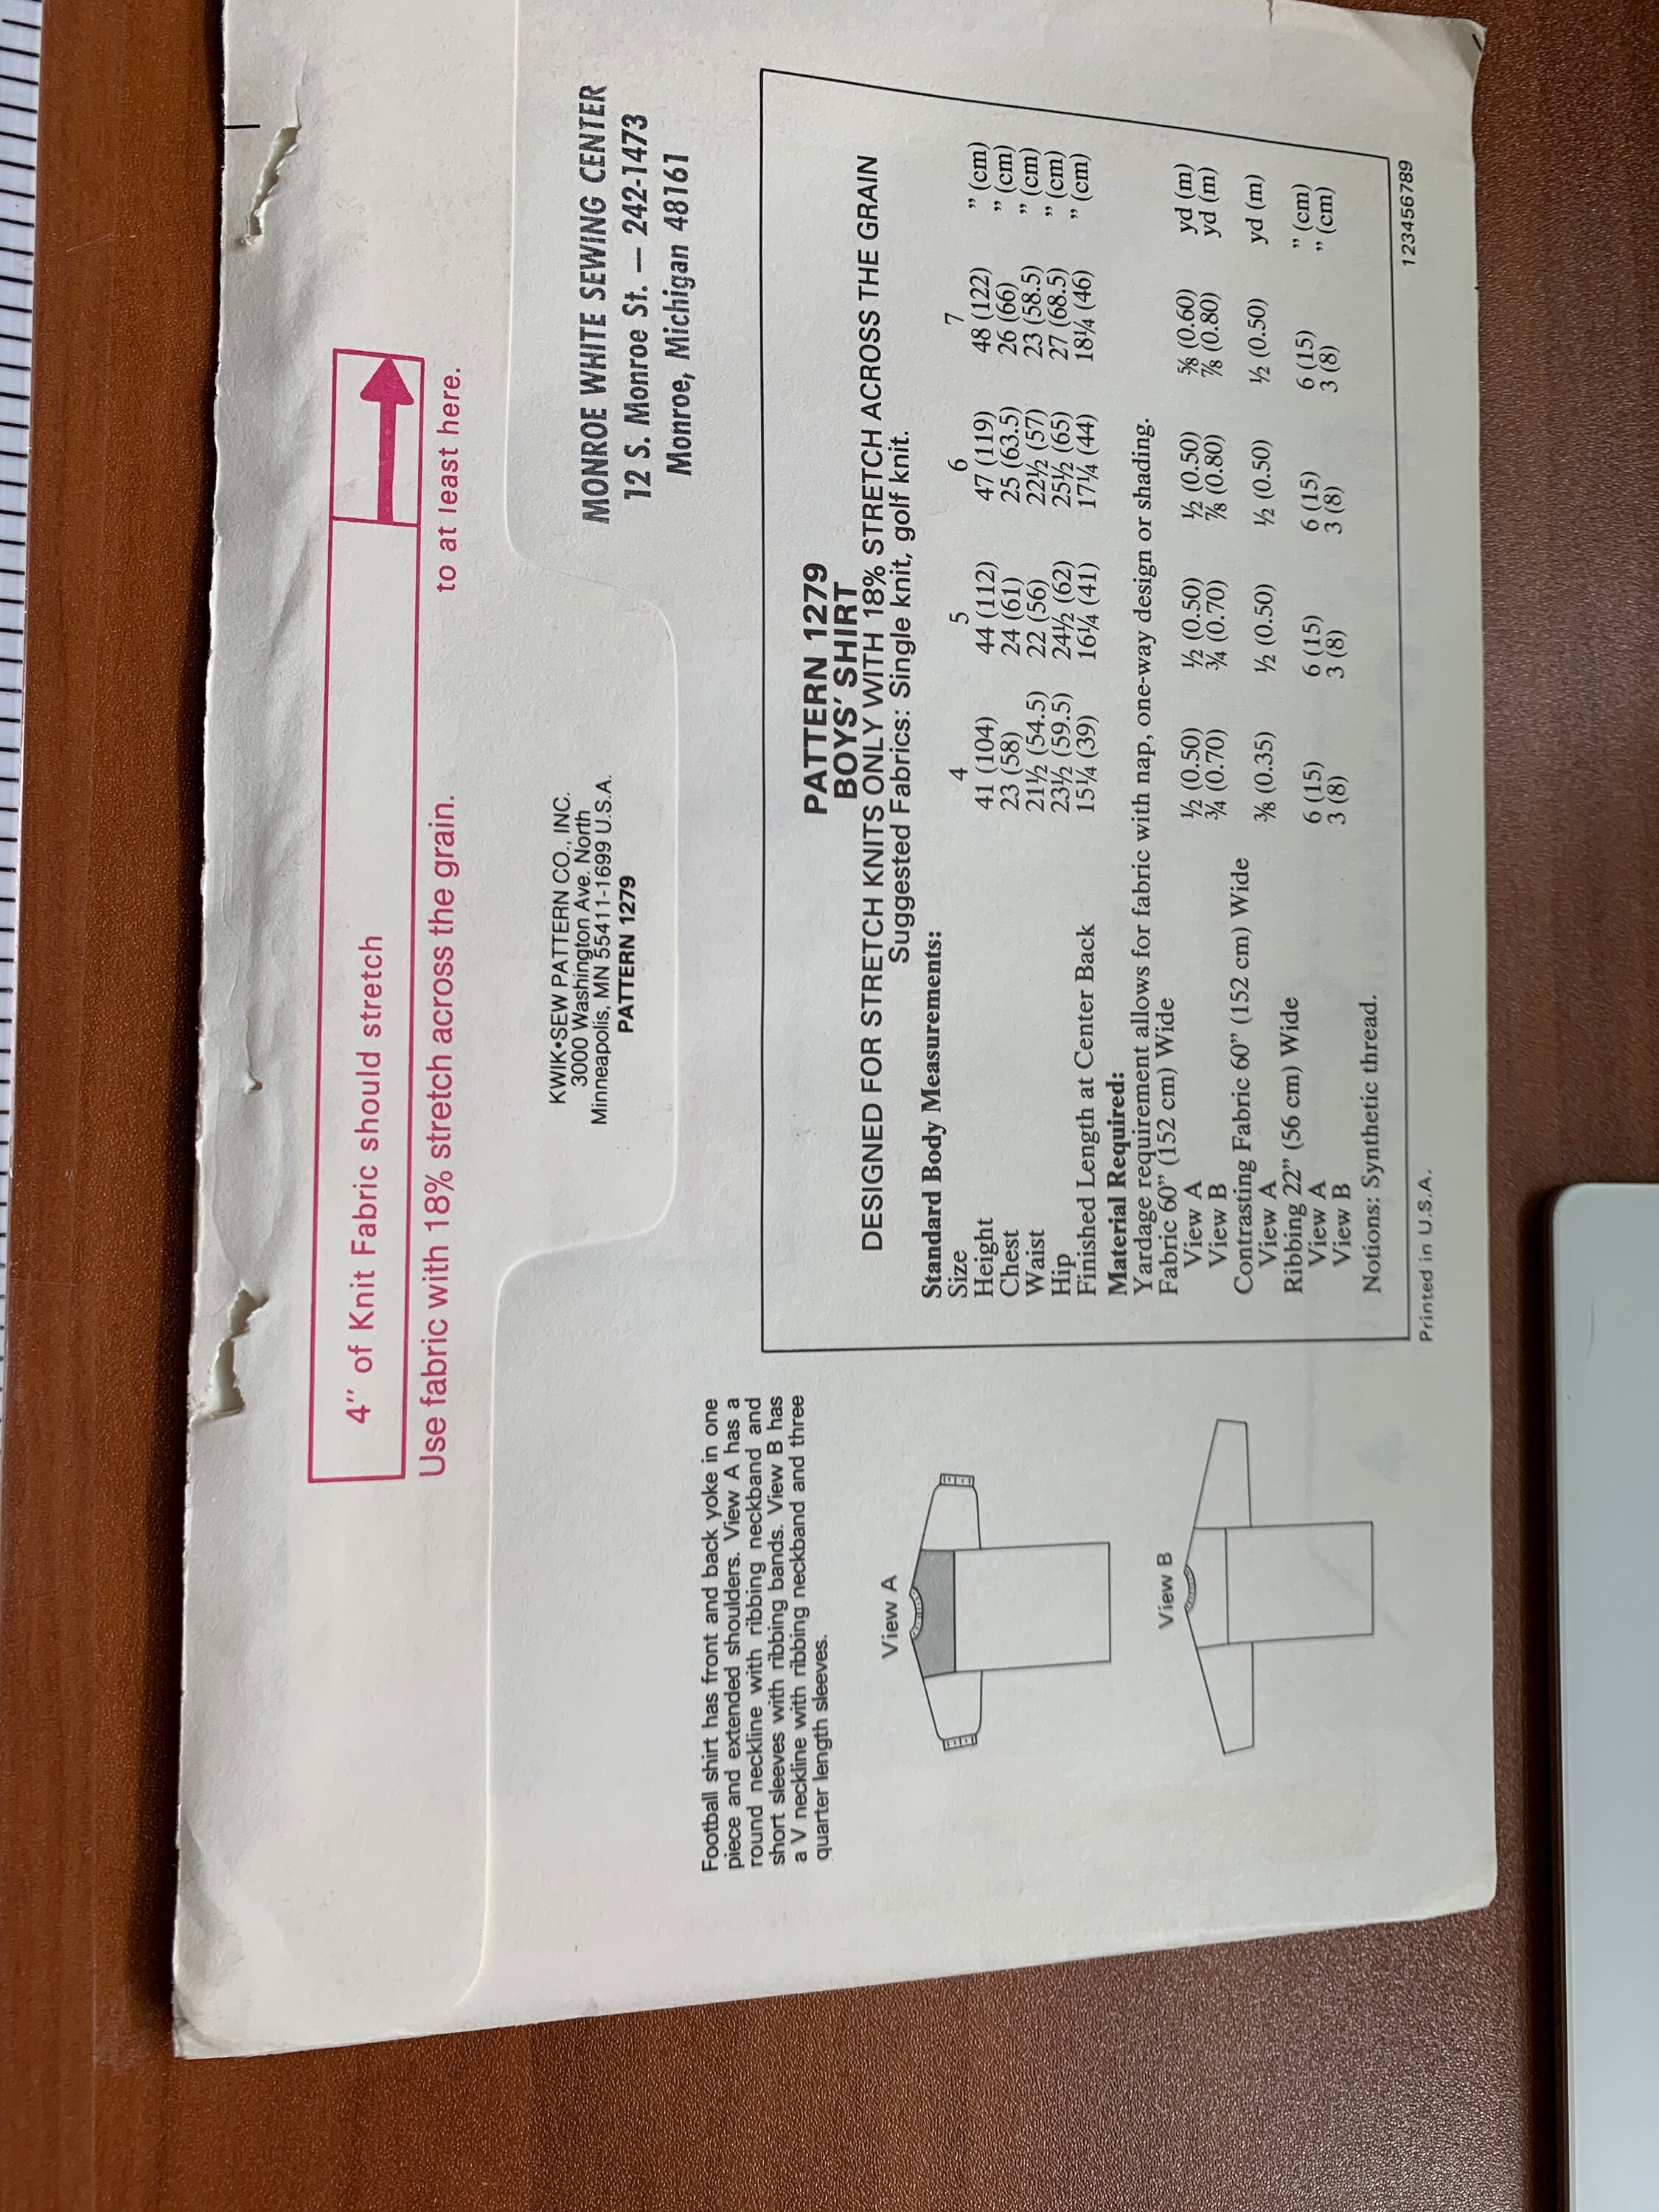 4" of Knit Fabric should stretch
to at least here.
Use fabric with 18% stretch across the grain.
KWIK•SEW PATTERN CO., INC.
3000 Washington Ave. North
Minneapolis, MN 55411-1699 U.S.A.
PATTERN 1279
MONROE WHITE SEWING CENTER
12 S. Monroe St. — 242-1473
Monroe, Michigan 48161
Football shirt has front and back yoke in one
piece and extended shoulders. View A has a
round neckline with ribbing neckband and
short sleeves with ribbing bands. View B has
a V neckline with ribbing neckband and three
quarter length sleeves.
View A
View B
PATTERN 1279
BOYS' SHIRT
DESIGNED FOR STRETCH KNITS ONLY WITH 18% STRETCH ACROSS THE GRAIN
Suggested Fabrics: Single knit, golf knit.
Standard Body Measurements:
Size 4 5 6 7
Height 41 (104) 44 (112) 47 (119) 48 (122) " (cm)
Chest 23 (58) 24 (61) 25 (63.5) 26 (66) " (cm)
Waist 21½ (54.5) 22 (56) 22½ (57) 23 (58.5) " (cm)
Hip 23½ (59.5) 24½ (62) 25½ (65) 27 (68.5) " (cm)
Finished Length at Center Back 15¼ (39) 16¼ (41) 17¼ (44) 18¼ (46) " (cm)
Material Required:
Yardage requirement allows for fabric with nap, one-way design or shading.
Fabric 60" (152 cm) Wide
View A ½ (0.50) ½ (0.50) ½ (0.50) ⅝ (0.60) yd (m)
View B ¾ (0.70) ¾ (0.70) ⅞ (0.80) ⅞ (0.80) yd (m)
Contrasting Fabric 60" (152 cm) Wide
View A ⅜ (0.35) ½ (0.50) ½ (0.50) ½ (0.50) yd (m)
Ribbing 22" (56 cm) Wide
View A 6 (15) 6 (15) 6 (15) 6 (15) " (cm)
View B 3 (8) 3 (8) 3 (8) 3 (8) " (cm)
Notions: Synthetic thread.
Printed in U.S.A.
123456789